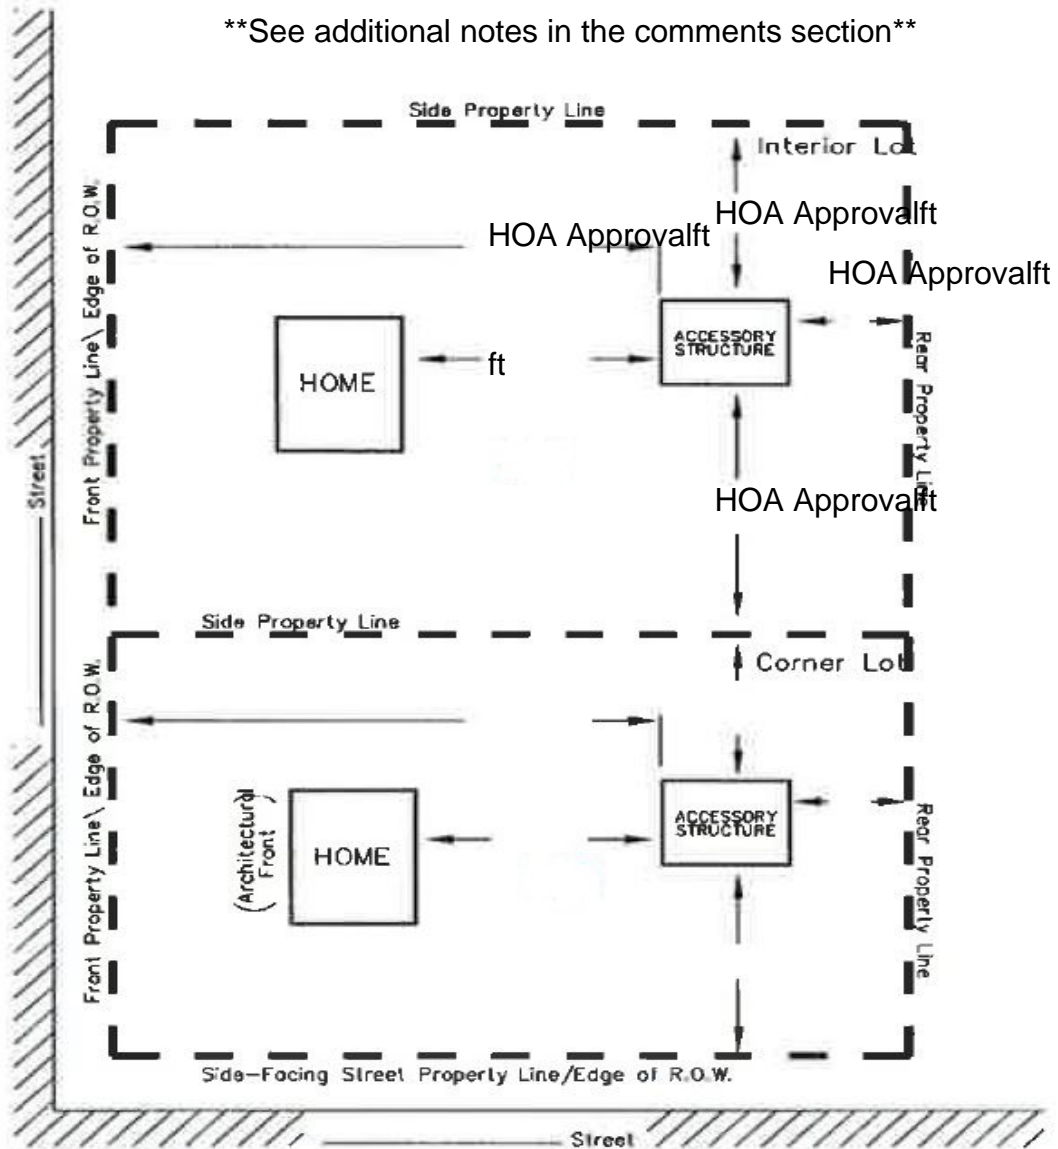 **See additional notes in the comments section**
Side Property Line
Interior Lot
HOA Approvalft
HOA Approvalft
HOA Approvalft
Front Property Line\ Edge of R.O.W.
ACCESSORY
STRUCTURE
ft
HOME
Rear Property Line
Street
HOA Approvalft
Side Property Line
Corner Lot
Front Property Line\ Edge of R.O.W.
(Architectural
Front)
HOME
ACCESSORY
STRUCTURE
Rear Property Line
Side-Facing Street Property Line/Edge of R.O.W.
Street